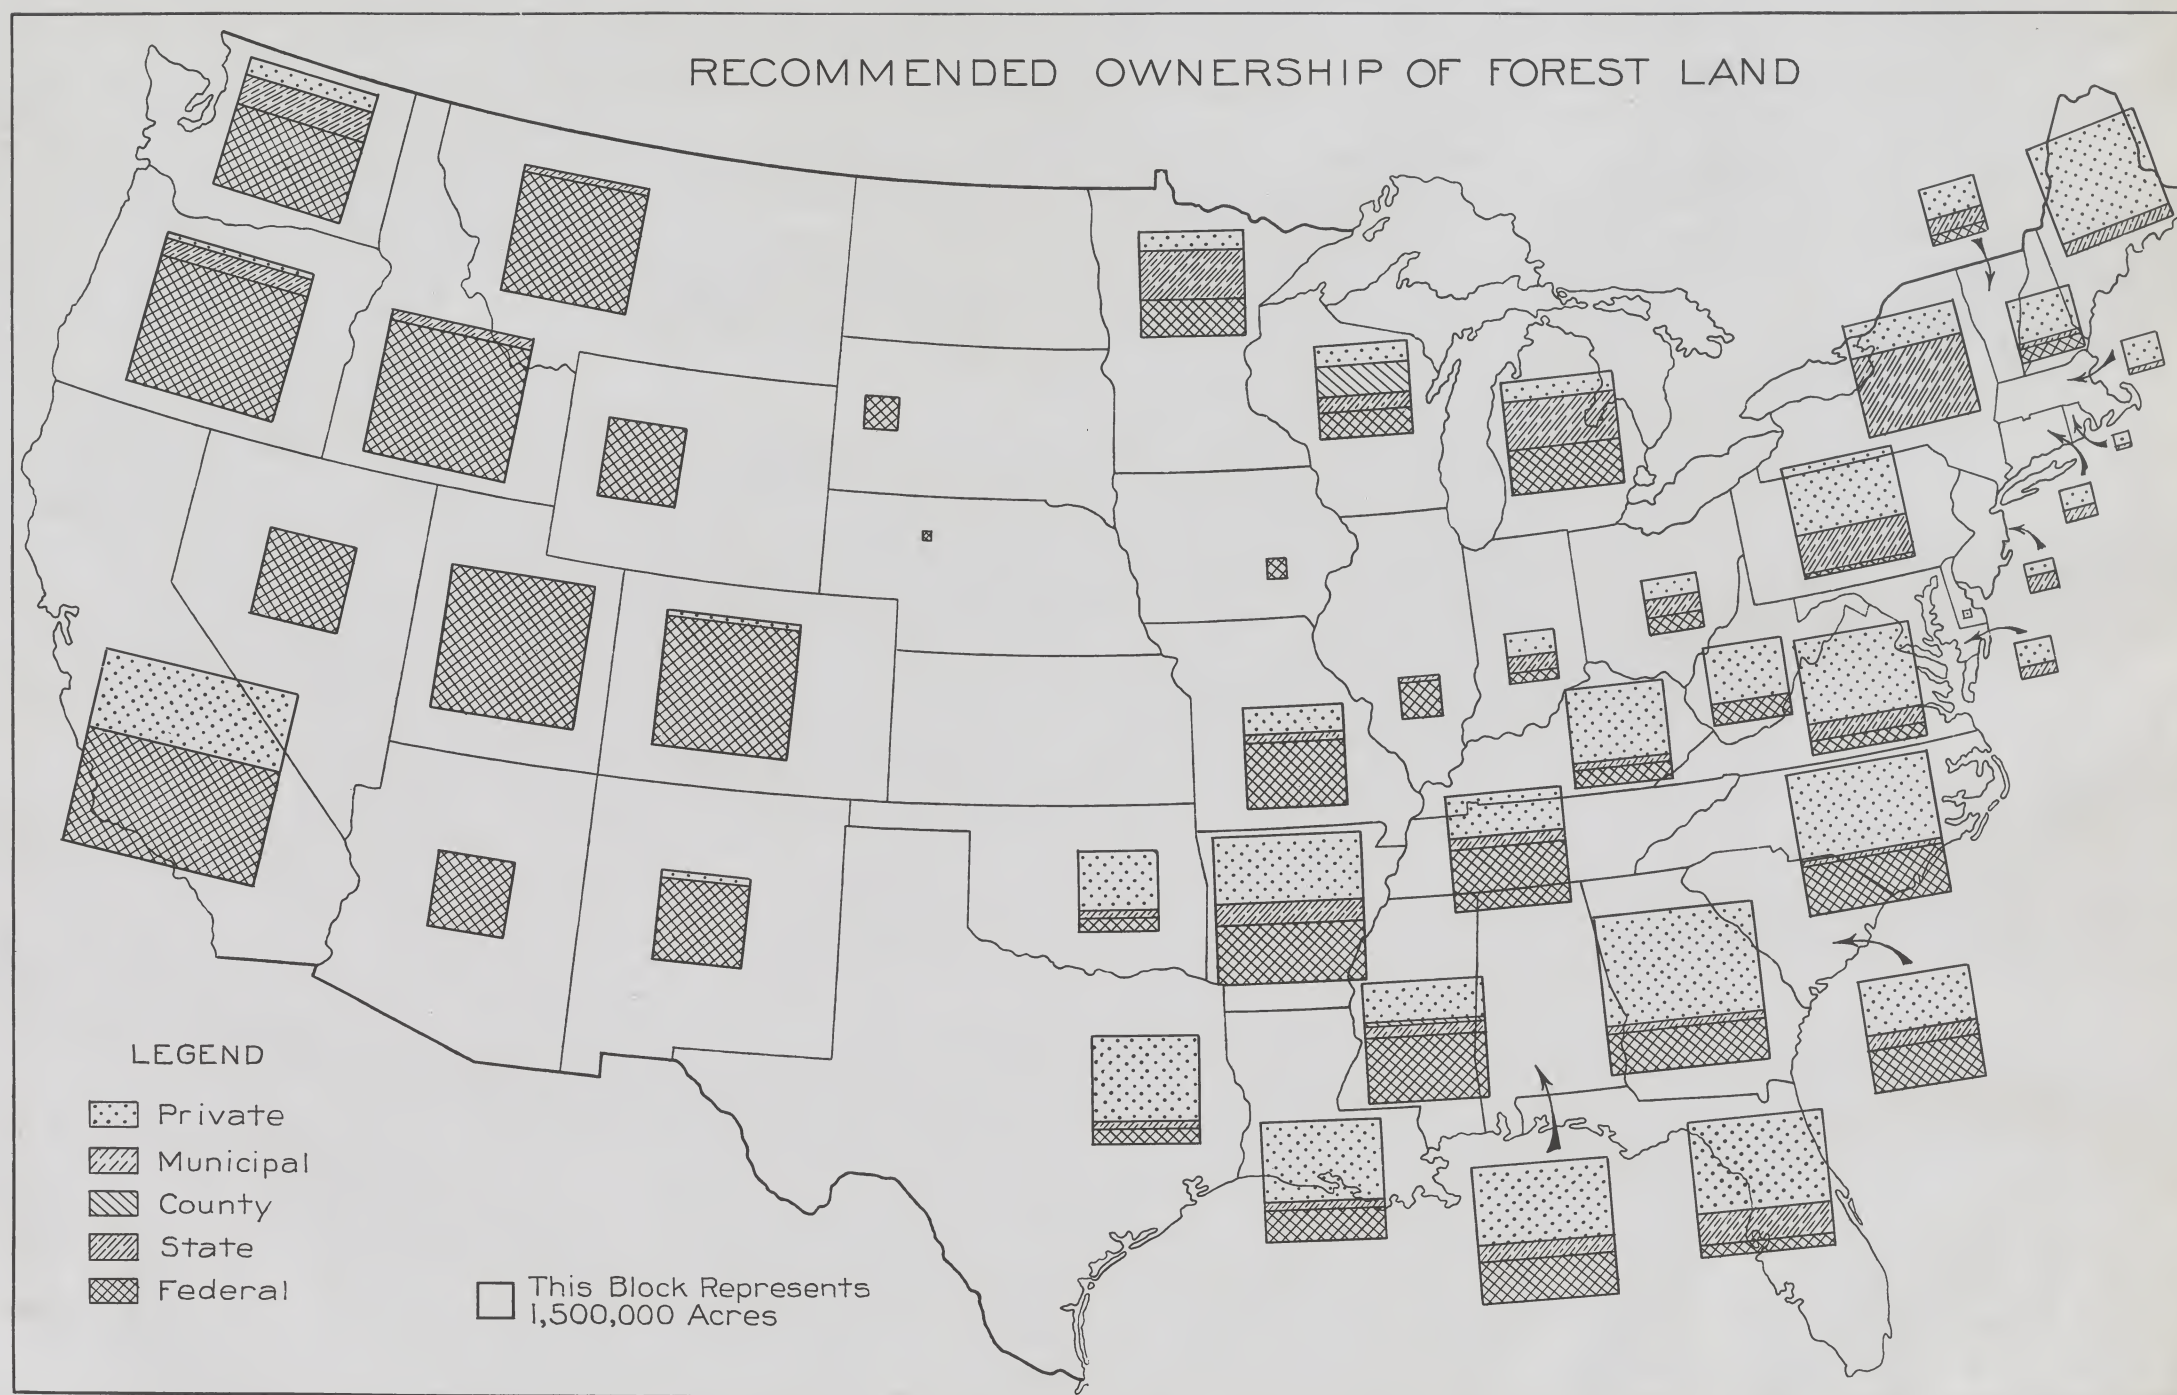 RECOMMENDED OWNERSHIP OF FOREST LAND
LEGEND
Private
Municipal
County
State
Federal
This Block Represents
1,500,000 Acres